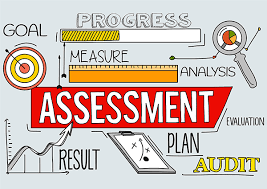 PROGRESS
GOAL
MEASURE
ANALYSIS
ASSESSMENT
EVALUATION
PLAN
RESULT
AUDIT